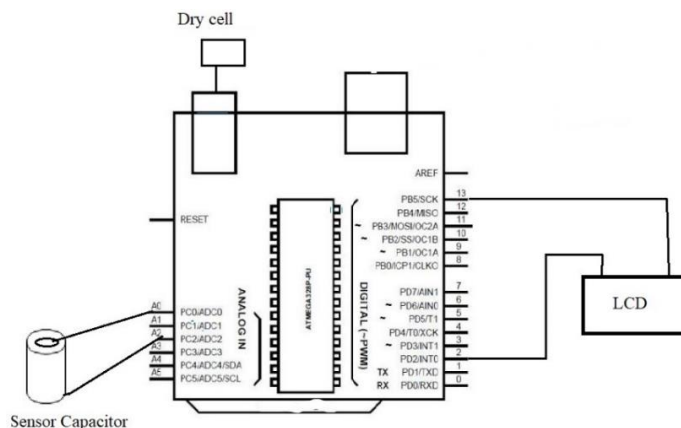 Dry cell
AREF
RESET
PB5/SCK 13
PB4/MISO 12
~ PB3/MOSI/OC2A 11
~ PB2/SS/OC1B 10
~ PB1/OC1A 9
PB0/ICP1/CLKO 8
PD7/AIN1 7
~ PD6/AIN0 6
~ PD5/T1 5
PD4/T0/XCK 4
~ PD3/INT1 3
PD2/INT0 2
TX PD1/TXD 1
RX PD0/RXD 0
A0 PC0/ADC0
A1 PC1/ADC1
A2 PC2/ADC2
A3 PC3/ADC3
A4 PC4/ADC4/SDA
A5 PC5/ADC5/SCL
ANALOG IN
ATMEGA328P-PU
DIGITAL (~PWM)
LCD
Sensor Capacitor